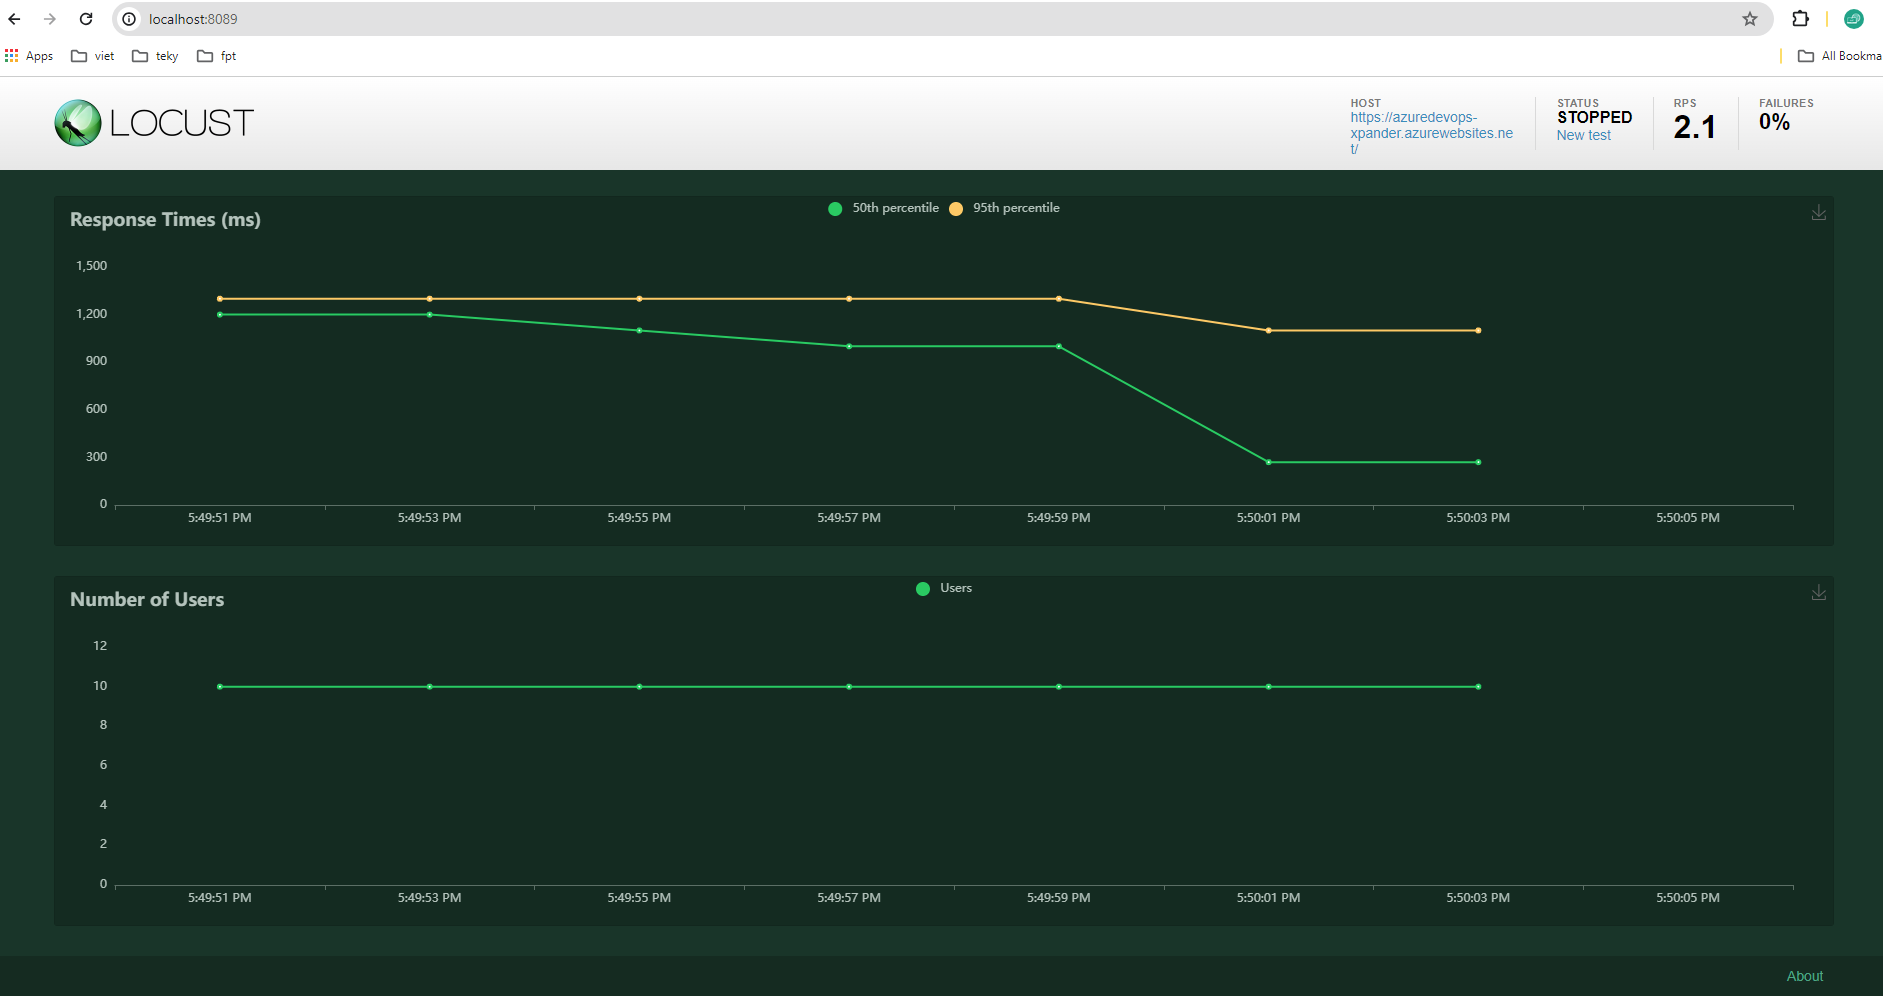 localhost:8089
Apps viet teky fpt All Bookma
LOCUST
HOST
https://azuredevops-
xpander.azurewebsites.ne
t/
STATUS
STOPPED
New test
RPS
2.1
FAILURES
0%
Response Times (ms)
50th percentile 95th percentile
1,500
1,200
900
600
300
0
5:49:51 PM 5:49:53 PM 5:49:55 PM 5:49:57 PM 5:49:59 PM 5:50:01 PM 5:50:03 PM 5:50:05 PM
Number of Users
Users
12
10
8
6
4
2
0
5:49:51 PM 5:49:53 PM 5:49:55 PM 5:49:57 PM 5:49:59 PM 5:50:01 PM 5:50:03 PM 5:50:05 PM
About